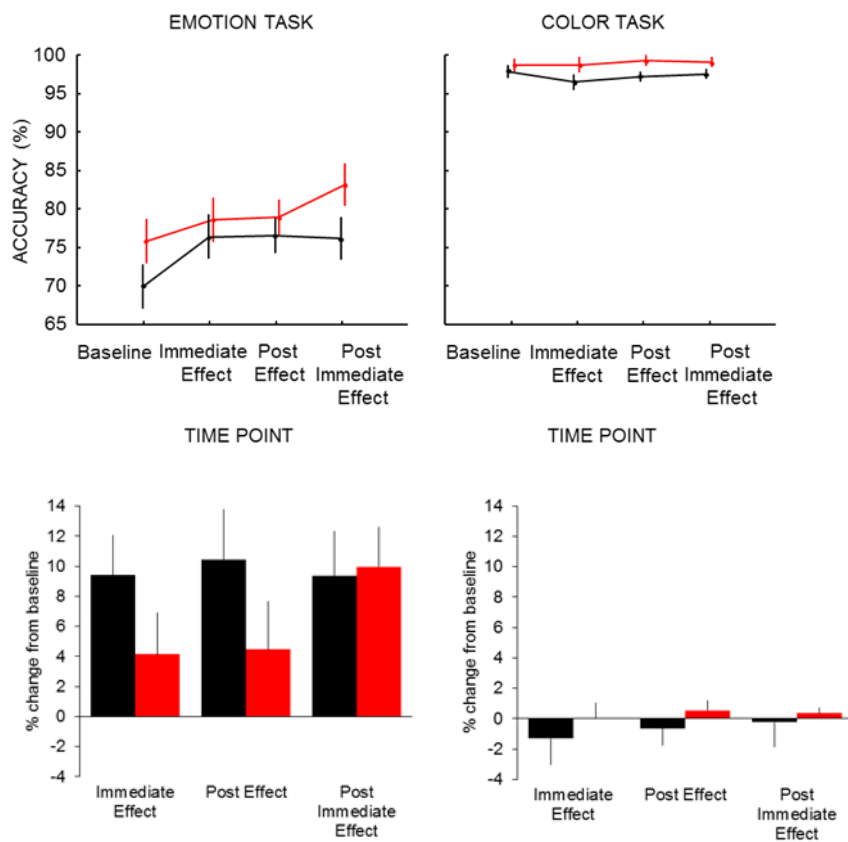 EMOTION TASK
COLOR TASK
ACCURACY (%)
100
95
90
85
80
75
70
65
Baseline
Immediate
Effect
Post
Effect
Post
Immediate
Effect
Baseline
Immediate
Effect
Post
Effect
Post
Immediate
Effect
TIME POINT
TIME POINT
% change from baseline
14
12
10
8
6
4
2
0
-2
-4
Immediate
Effect
Post Effect
Post
Immediate
Effect
% change from baseline
14
12
10
8
6
4
2
0
-2
-4
Immediate
Effect
Post Effect
Post
Immediate
Effect